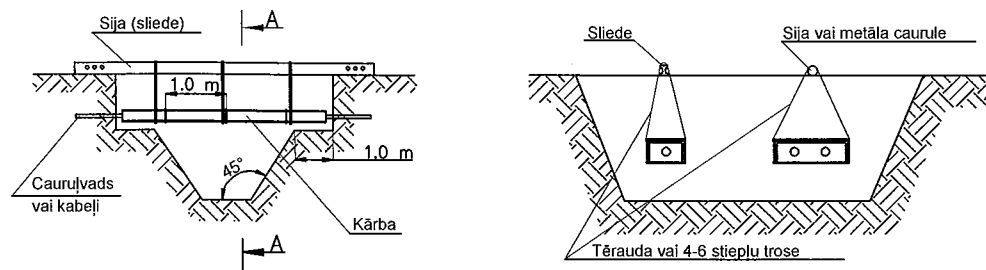 A
Sija (sliede)
1.0 m
1.0 m
45°
Cauruļvads
vai kabeļi
Kārba
A
Sliede
Sija vai metāla caurule
Tērauda vai 4-6 stiepļu trose